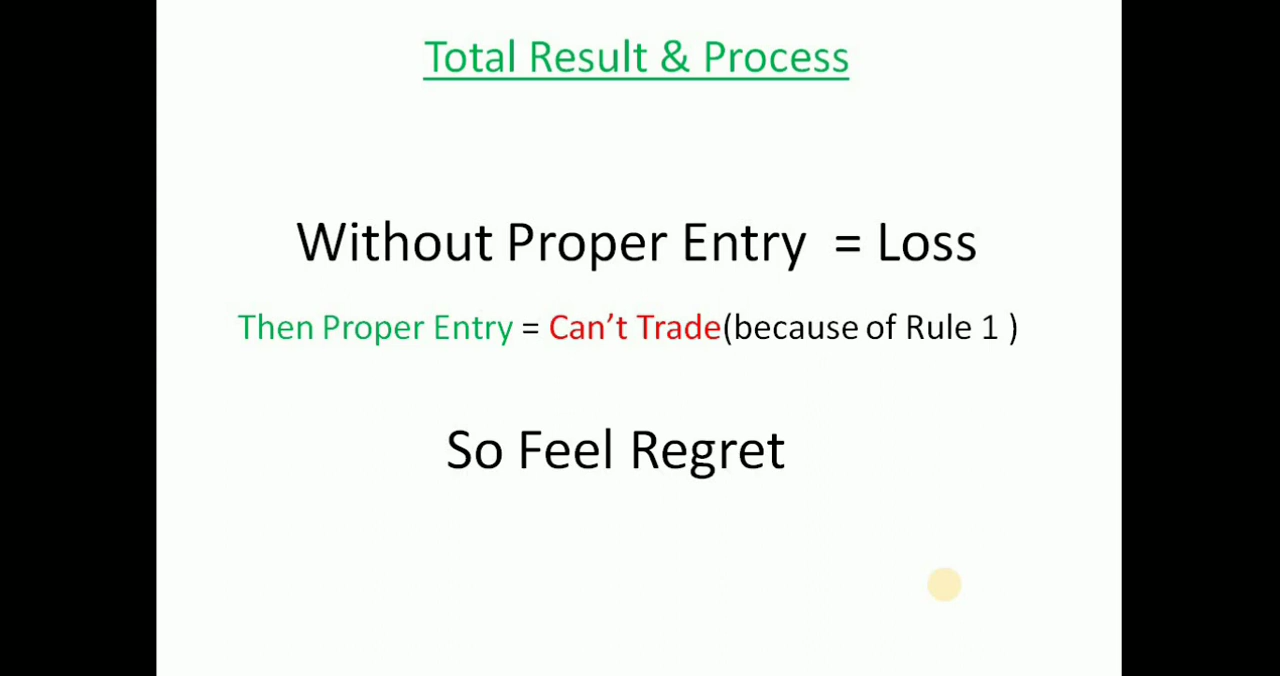 Total Result & Process
Without Proper Entry = Loss
Then Proper Entry = Can’t Trade(because of Rule 1 )
So Feel Regret